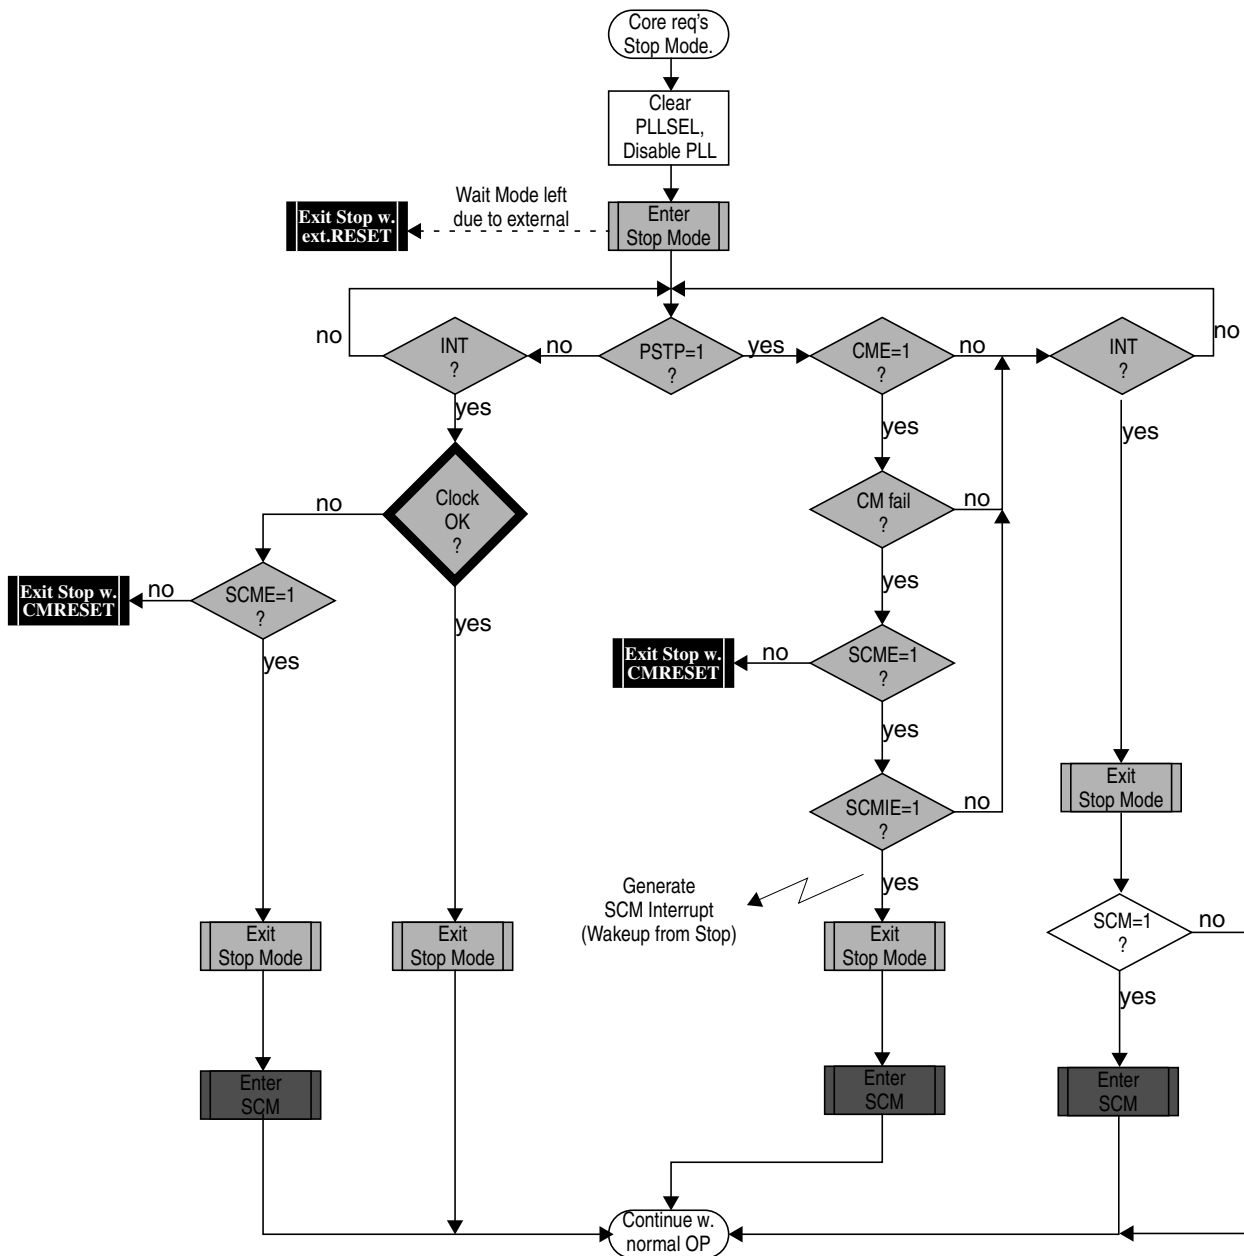 Core req's
Stop Mode.
Clear
PLLSEL,
Disable PLL
Wait Mode left
due to external
Exit Stop w.
ext.RESET
Enter
Stop Mode
no
INT
?
no
PSTP=1
?
yes
CME=1
?
no
INT
?
no
yes
yes
yes
Clock
OK
?
no
CM fail
?
no
yes
Exit Stop w.
CMRESET
no
SCME=1
?
yes
yes
Exit Stop w.
CMRESET
no
SCME=1
?
yes
Exit
Stop Mode
SCMIE=1
?
no
yes
Generate
SCM Interrupt
(Wakeup from Stop)
Exit
Stop Mode
Exit
Stop Mode
Exit
Stop Mode
SCM=1
?
no
yes
Enter
SCM
Enter
SCM
Enter
SCM
Continue w.
normal OP